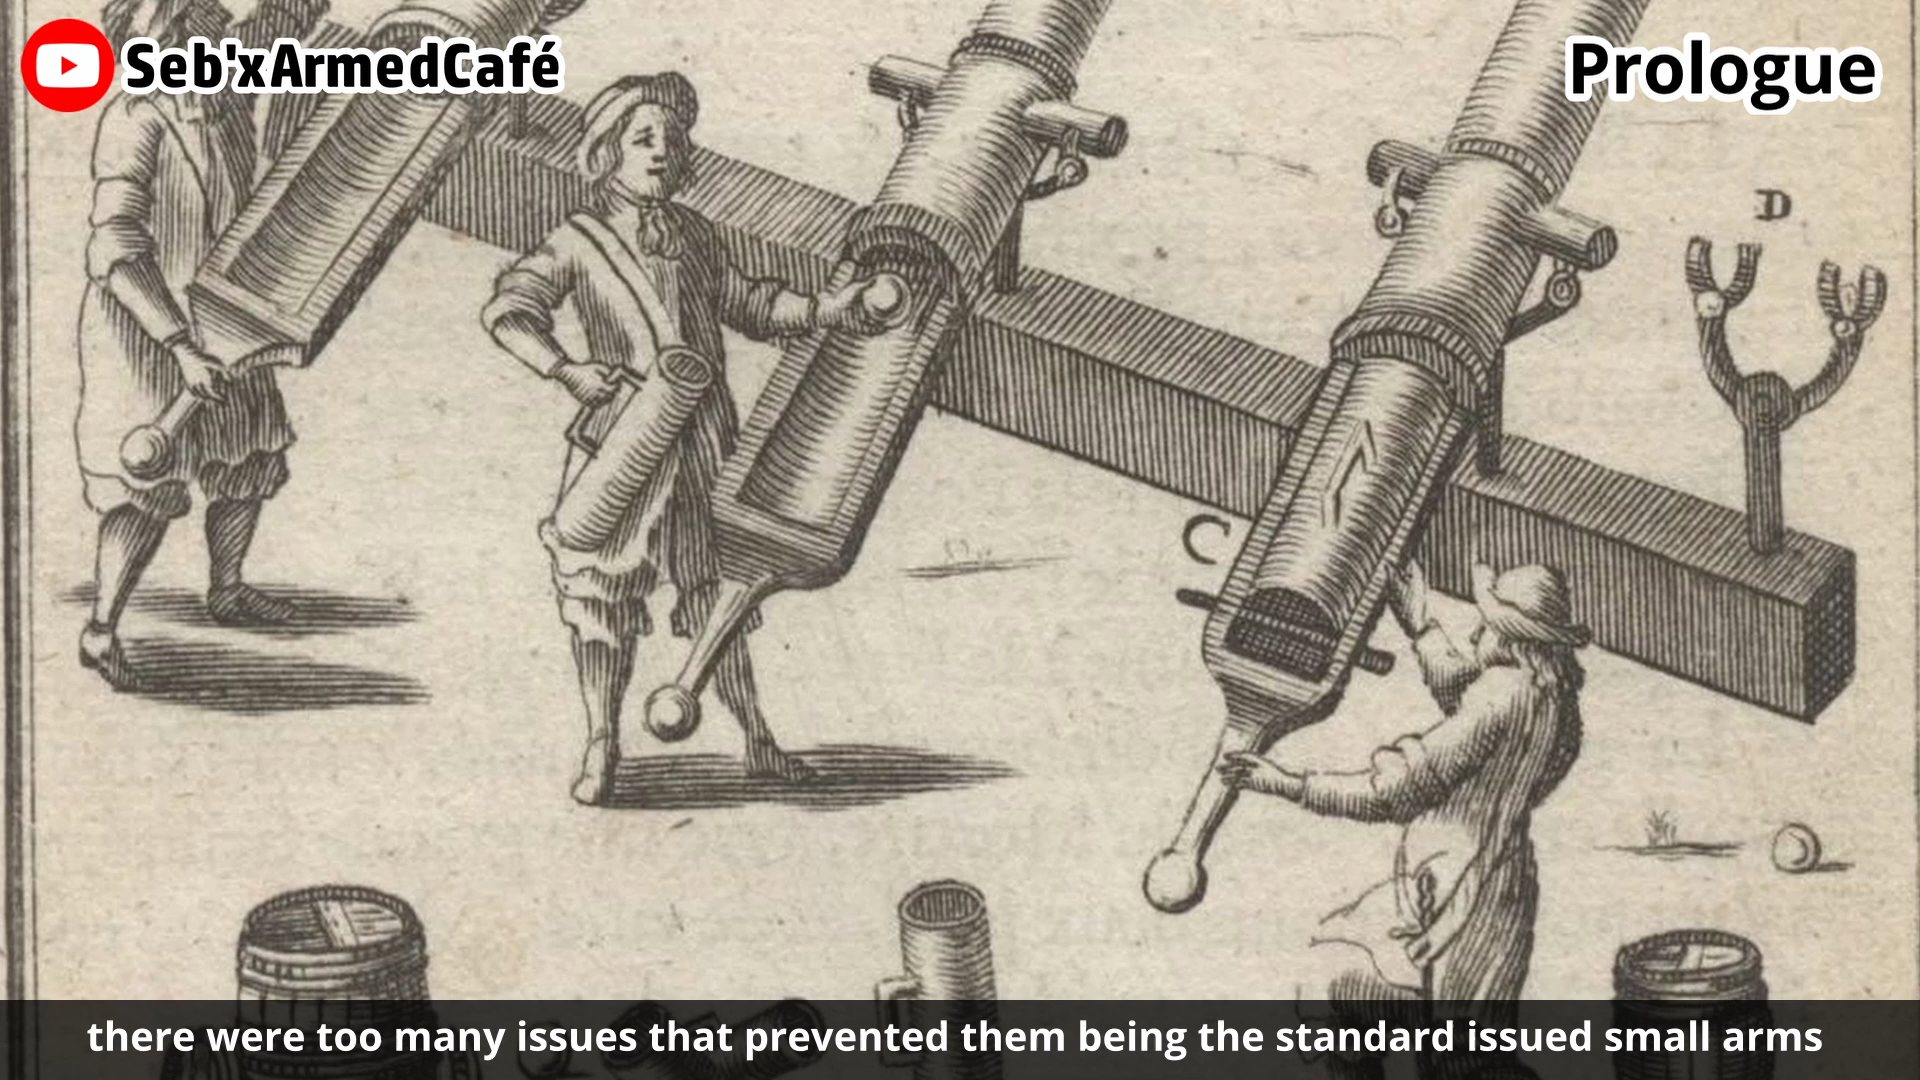 Seb'xArmedCafé
Prologue
D
C
there were too many issues that prevented them being the standard issued small arms